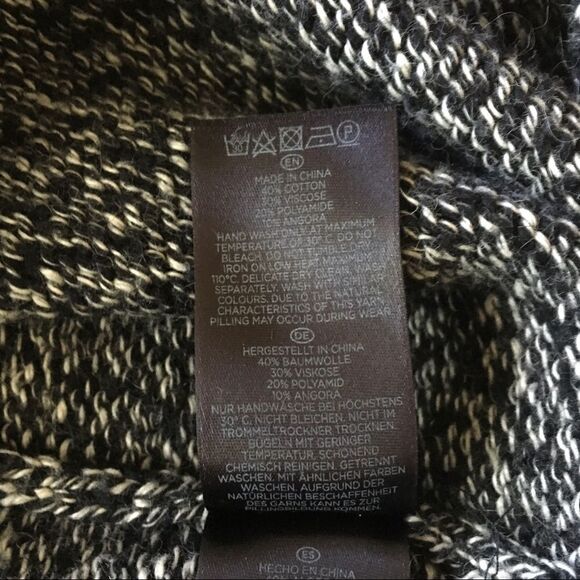 EN
MADE IN CHINA
40% COTTON
30% VISCOSE
20% POLYAMIDE
10% ANGORA
HAND WASH ONLY AT MAXIMUM
TEMPERATURE OF 30°C. DO NOT
BLEACH. DO NOT TUMBLE DRY.
IRON ON LOW HEAT MAXIMUM
110°C. DELICATE DRY CLEAN. WASH
SEPARATELY. WASH WITH SIMILAR
COLOURS. DUE TO THE NATURAL
CHARACTERISTICS OF THIS YARN
PILLING MAY OCCUR DURING WEAR.
DE
HERGESTELLT IN CHINA
40% BAUMWOLLE
30% VISKOSE
20% POLYAMID
10% ANGORA
NUR HANDWÄSCHE BEI HÖCHSTENS
30° C. NICHT BLEICHEN. NICHT IM
TROMMELTROCKNER TROCKNEN.
BÜGELN MIT GERINGER
TEMPERATUR. SCHONEND
CHEMISCH REINIGEN. GETRENNT
WASCHEN. MIT ÄHNLICHEN FARBEN
WASCHEN. AUFGRUND DER
NATÜRLICHEN BESCHAFFENHEIT
DES GARNS KANN ES ZU
PILLINGBILDUNG KOMMEN.
ES
HECHO EN CHINA